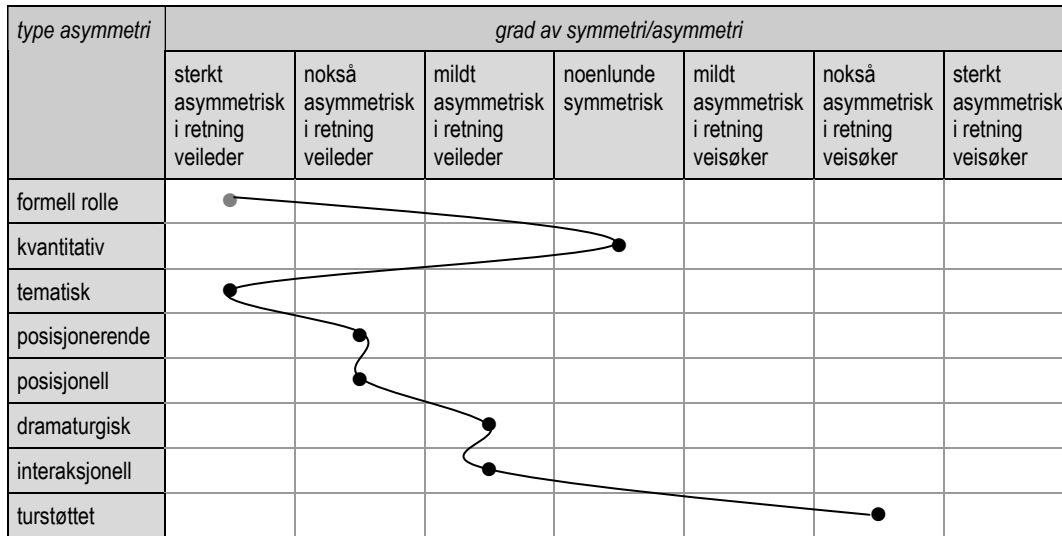 type asymmetri
grad av symmetri/asymmetri
sterkt
asymmetrisk
i retning
veileder
nokså
asymmetrisk
i retning
veileder
mildt
asymmetrisk
i retning
veileder
noenlunde
symmetrisk
mildt
asymmetrisk
i retning
veisøker
nokså
asymmetrisk
i retning
veisøker
sterkt
asymmetrisk
i retning
veisøker
formell rolle
kvantitativ
tematisk
posisjonerende
posisjonell
dramaturgisk
interaksjonell
turstøttet